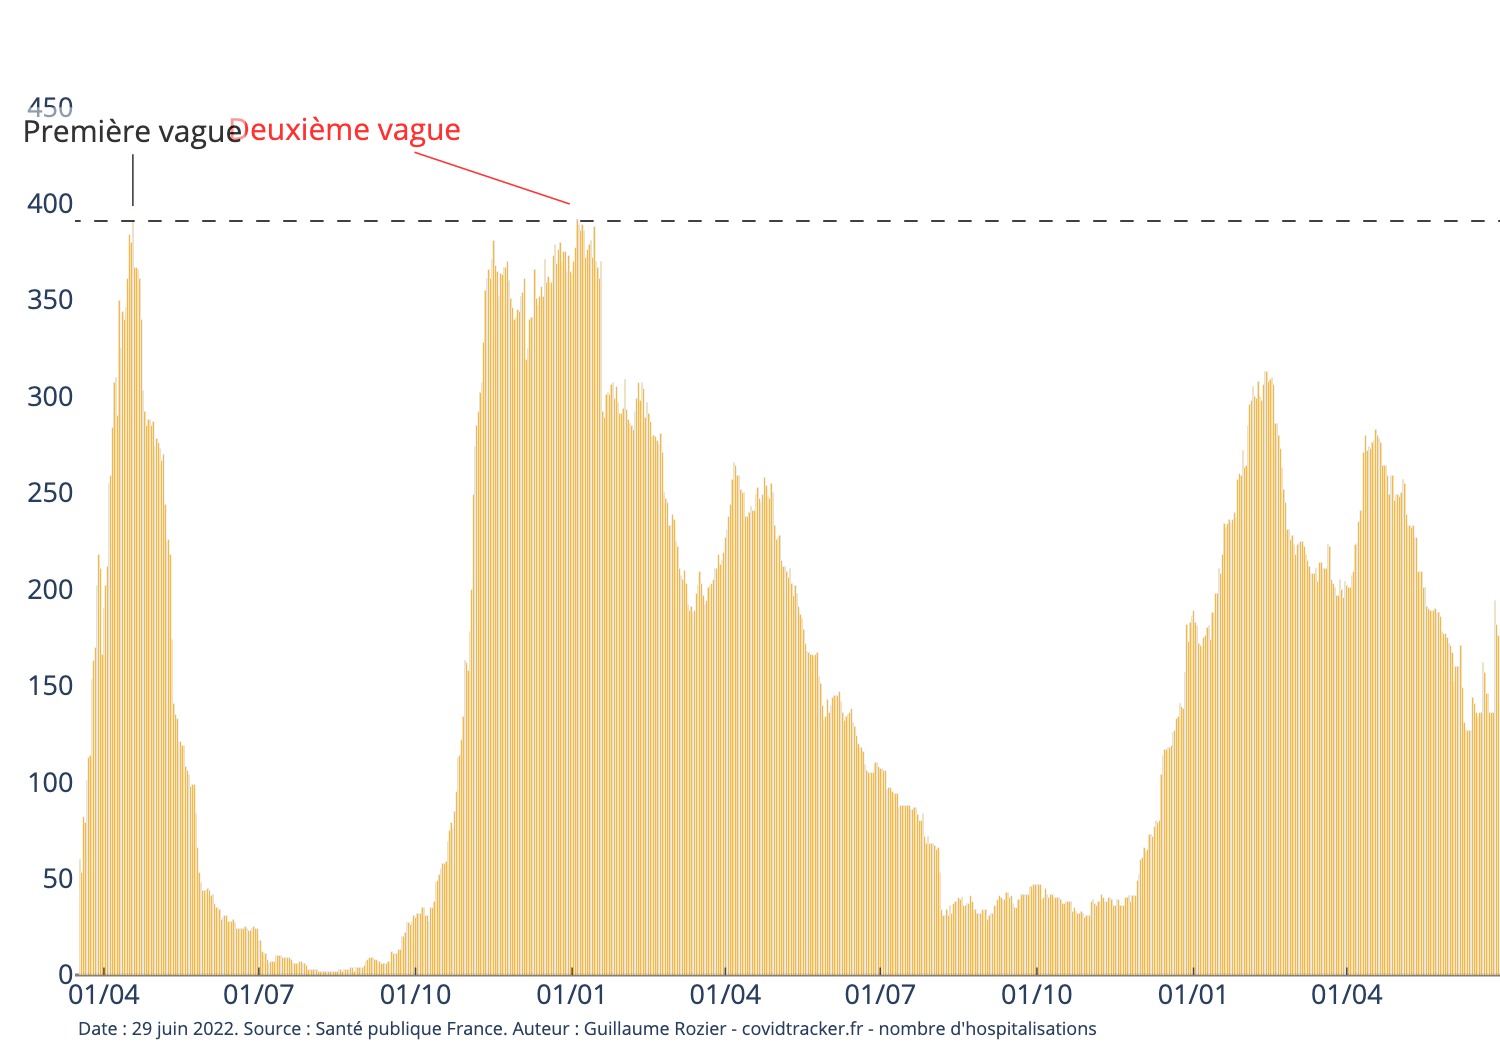 450
Première vague
Deuxième vague
400
350
300
250
200
150
100
50
0
01/04 01/07 01/10 01/01 01/04 01/07 01/10 01/01 01/04
Date : 29 juin 2022. Source : Santé publique France. Auteur : Guillaume Rozier - covidtracker.fr - nombre d'hospitalisations